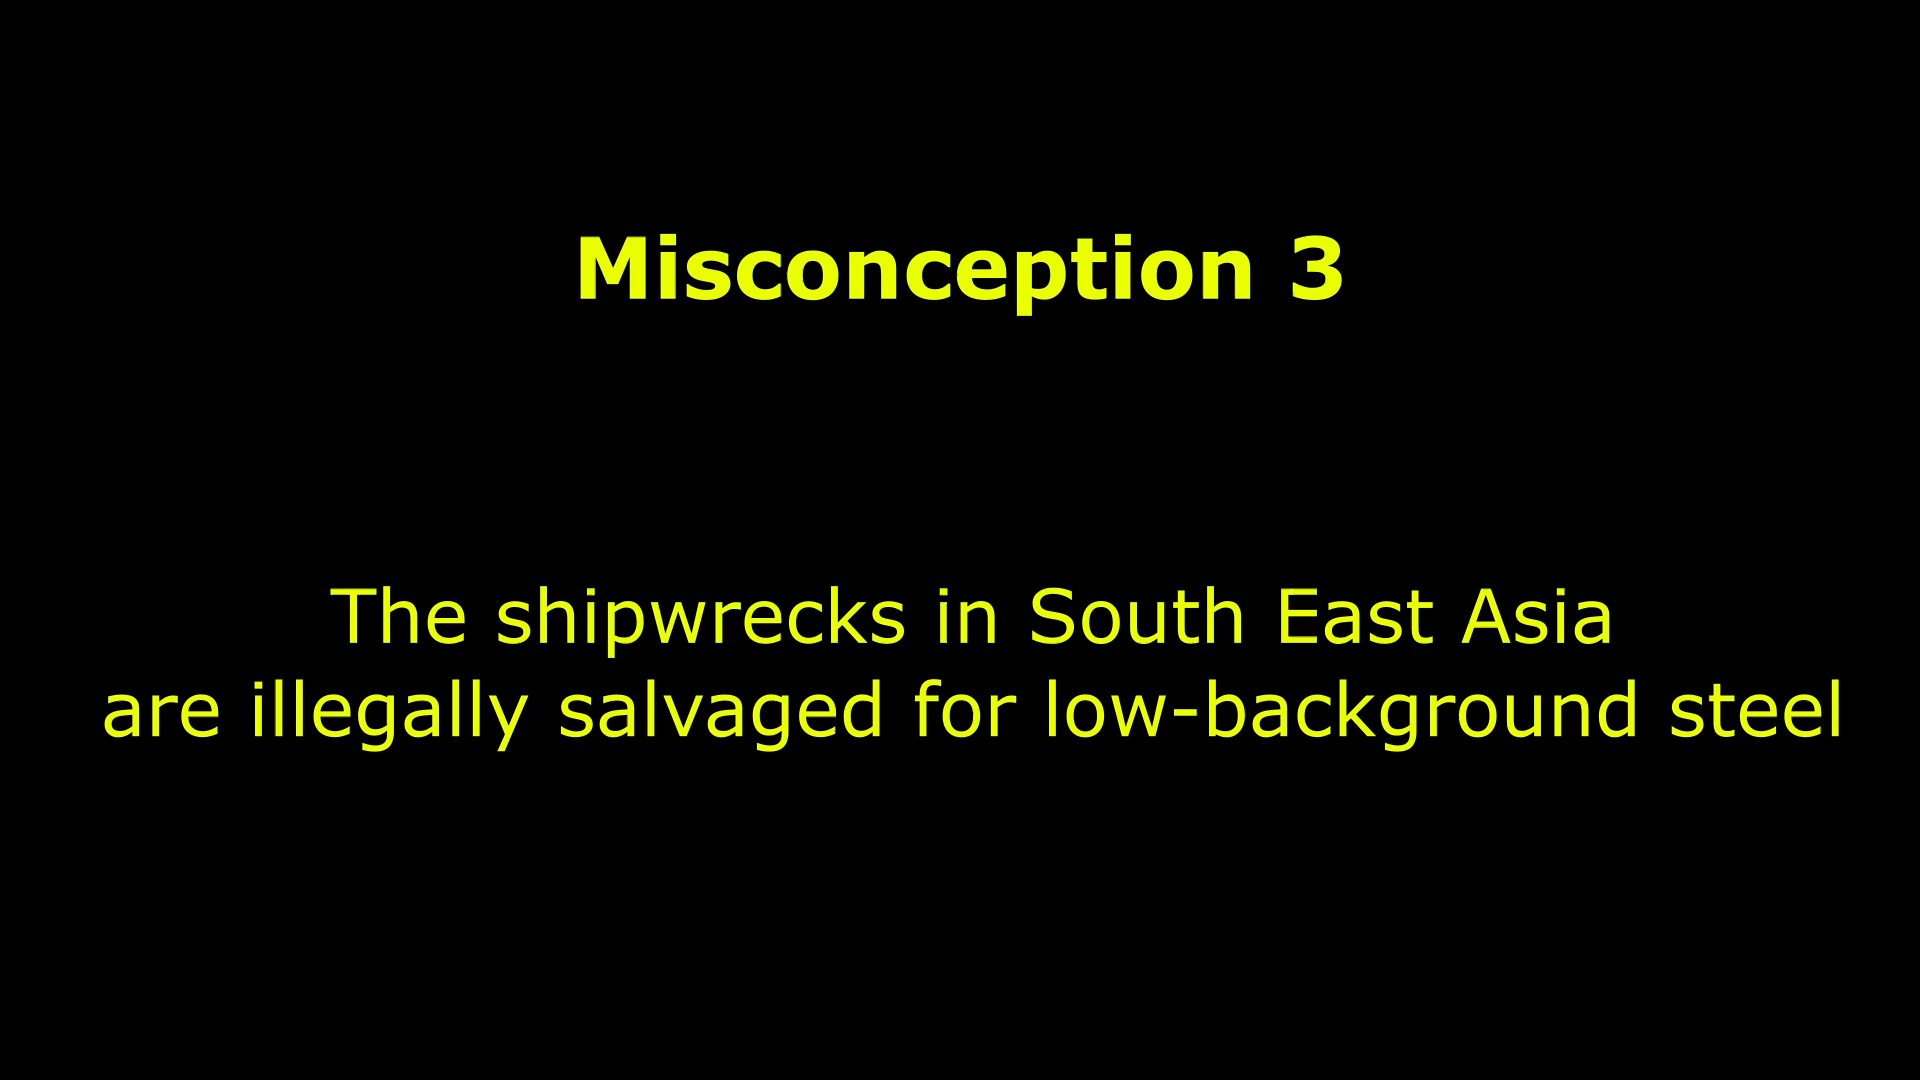 Misconception 3
The shipwrecks in South East Asia
are illegally salvaged for low-background steel